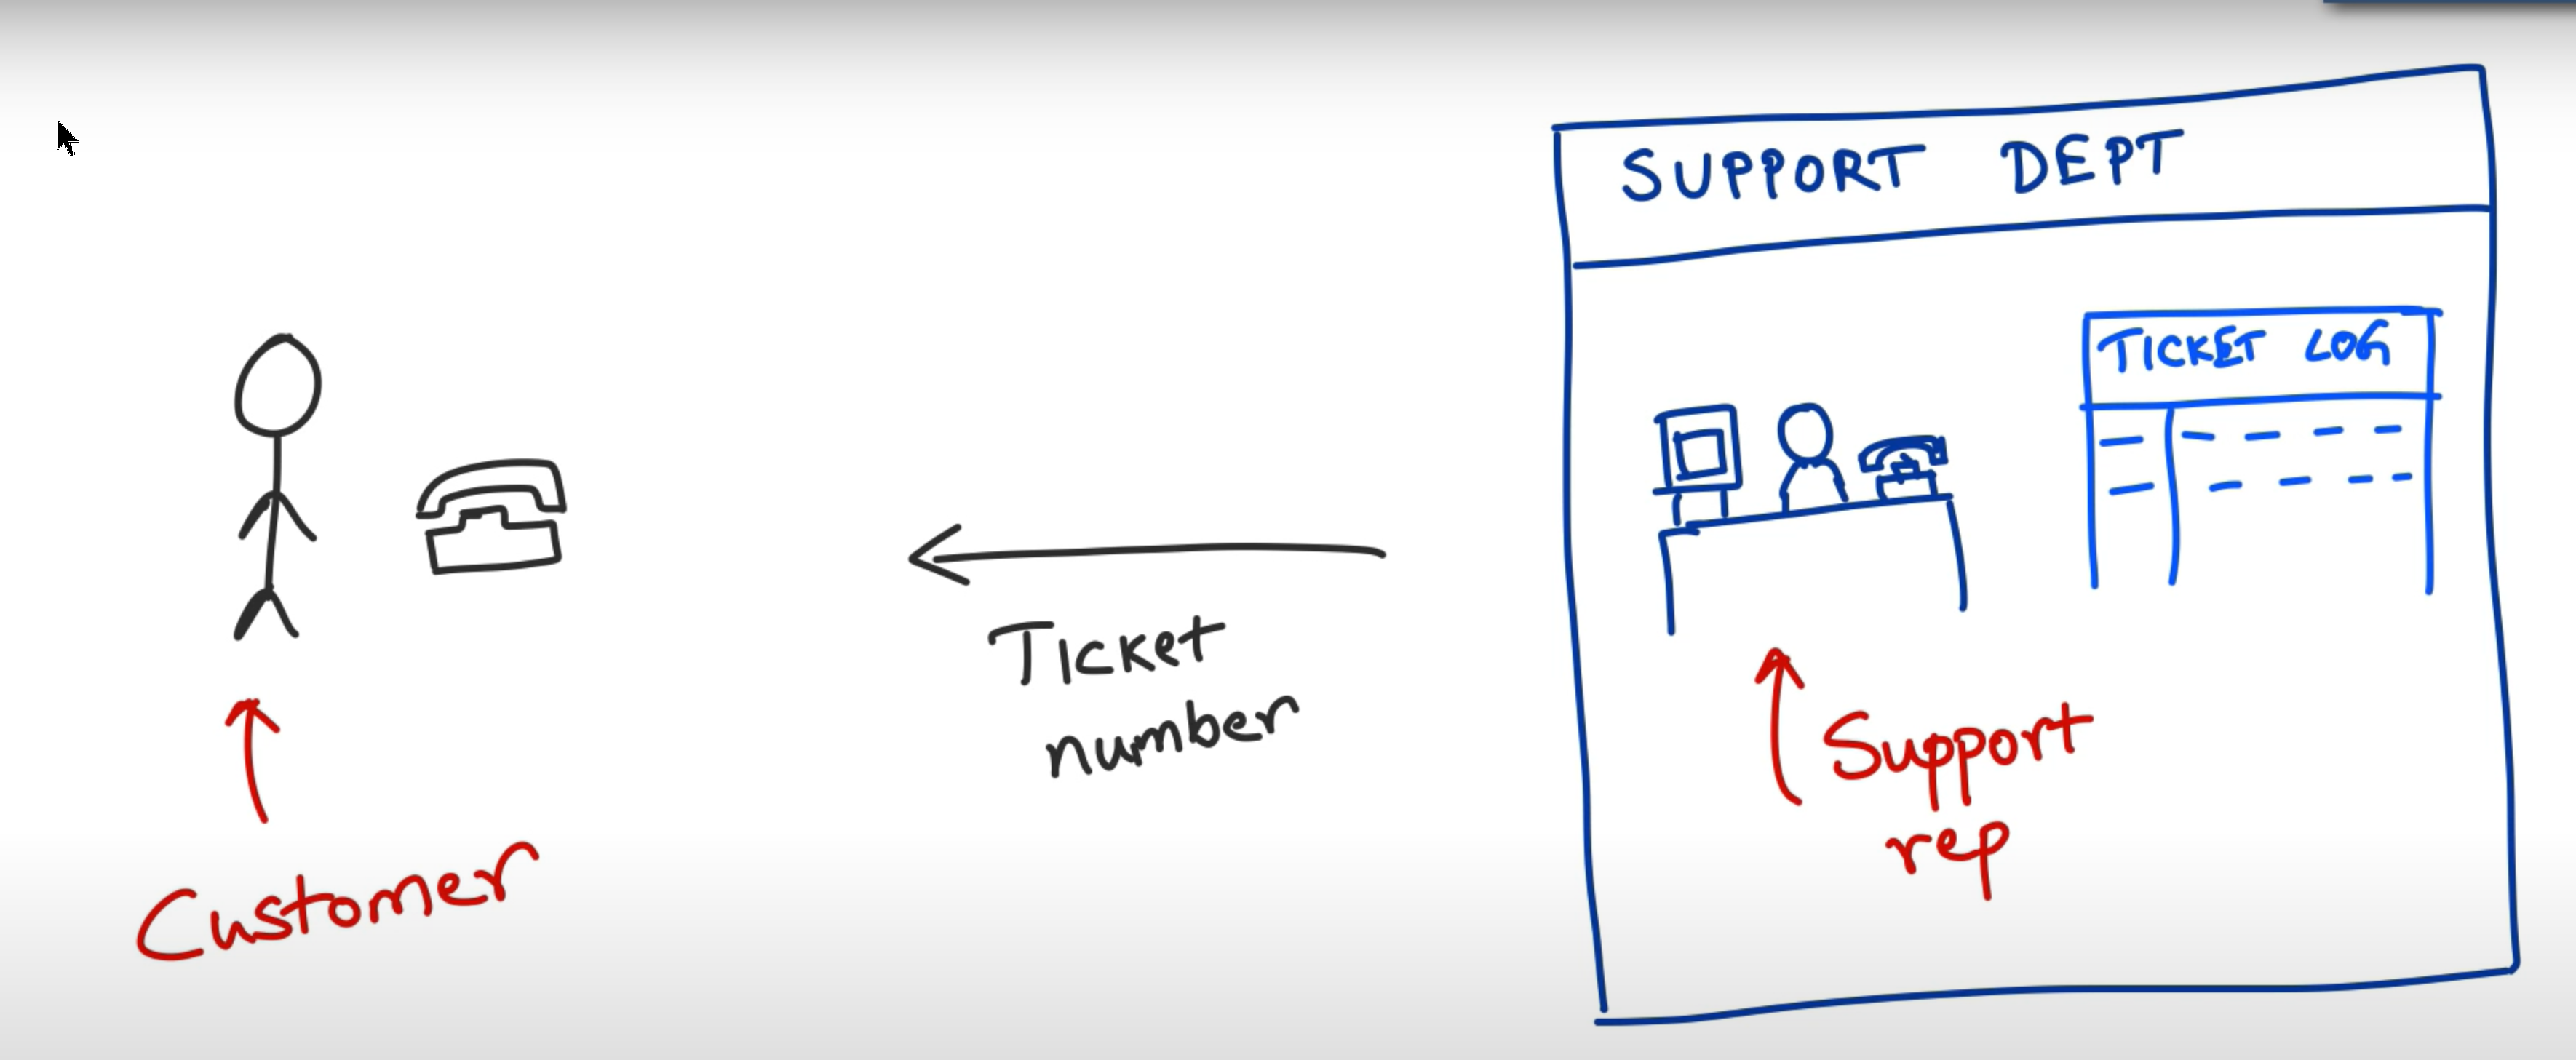 SUPPORT DEPT
TICKET LOG
Ticket
number
Support
rep
Customer